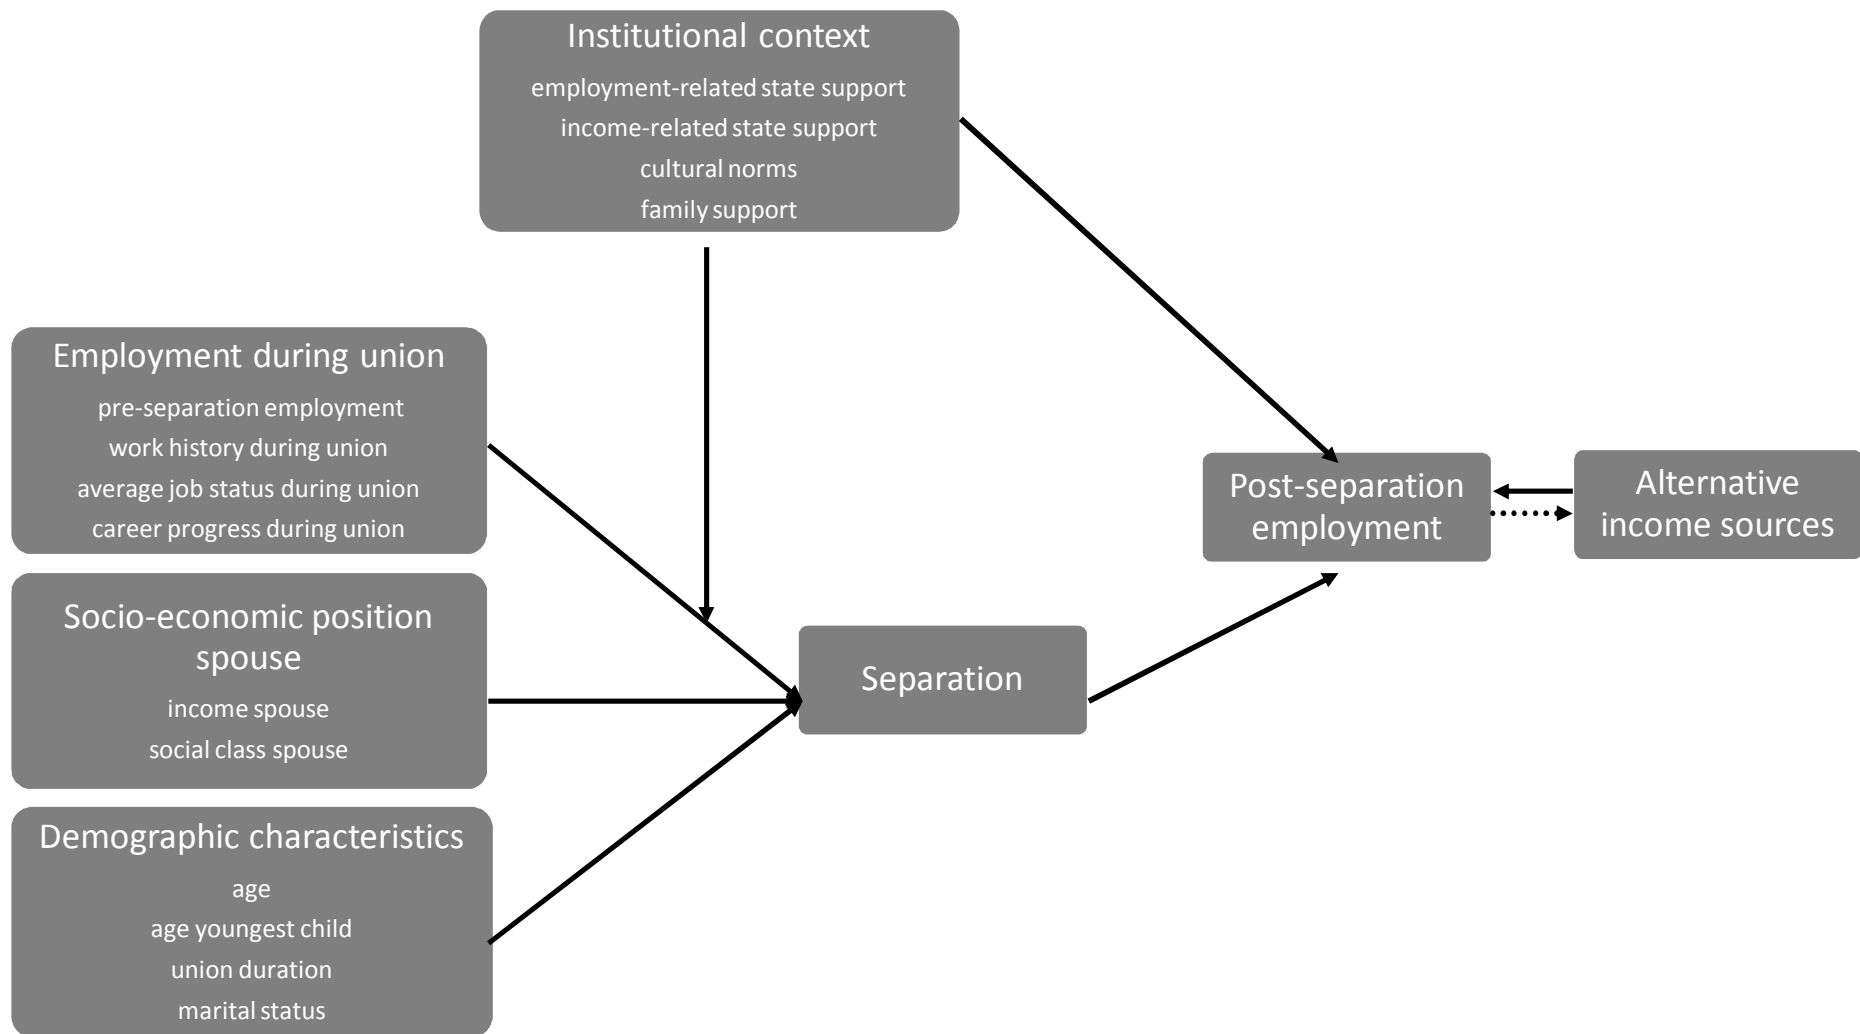 Institutional context
employment-related state support
income-related state support
cultural norms
family support
Employment during union
pre-separation employment
work history during union
average job status during union
career progress during union
Socio-economic position
spouse
income spouse
social class spouse
Demographic characteristics
age
age youngest child
union duration
marital status
Separation
Post-separation
employment
Alternative
income sources